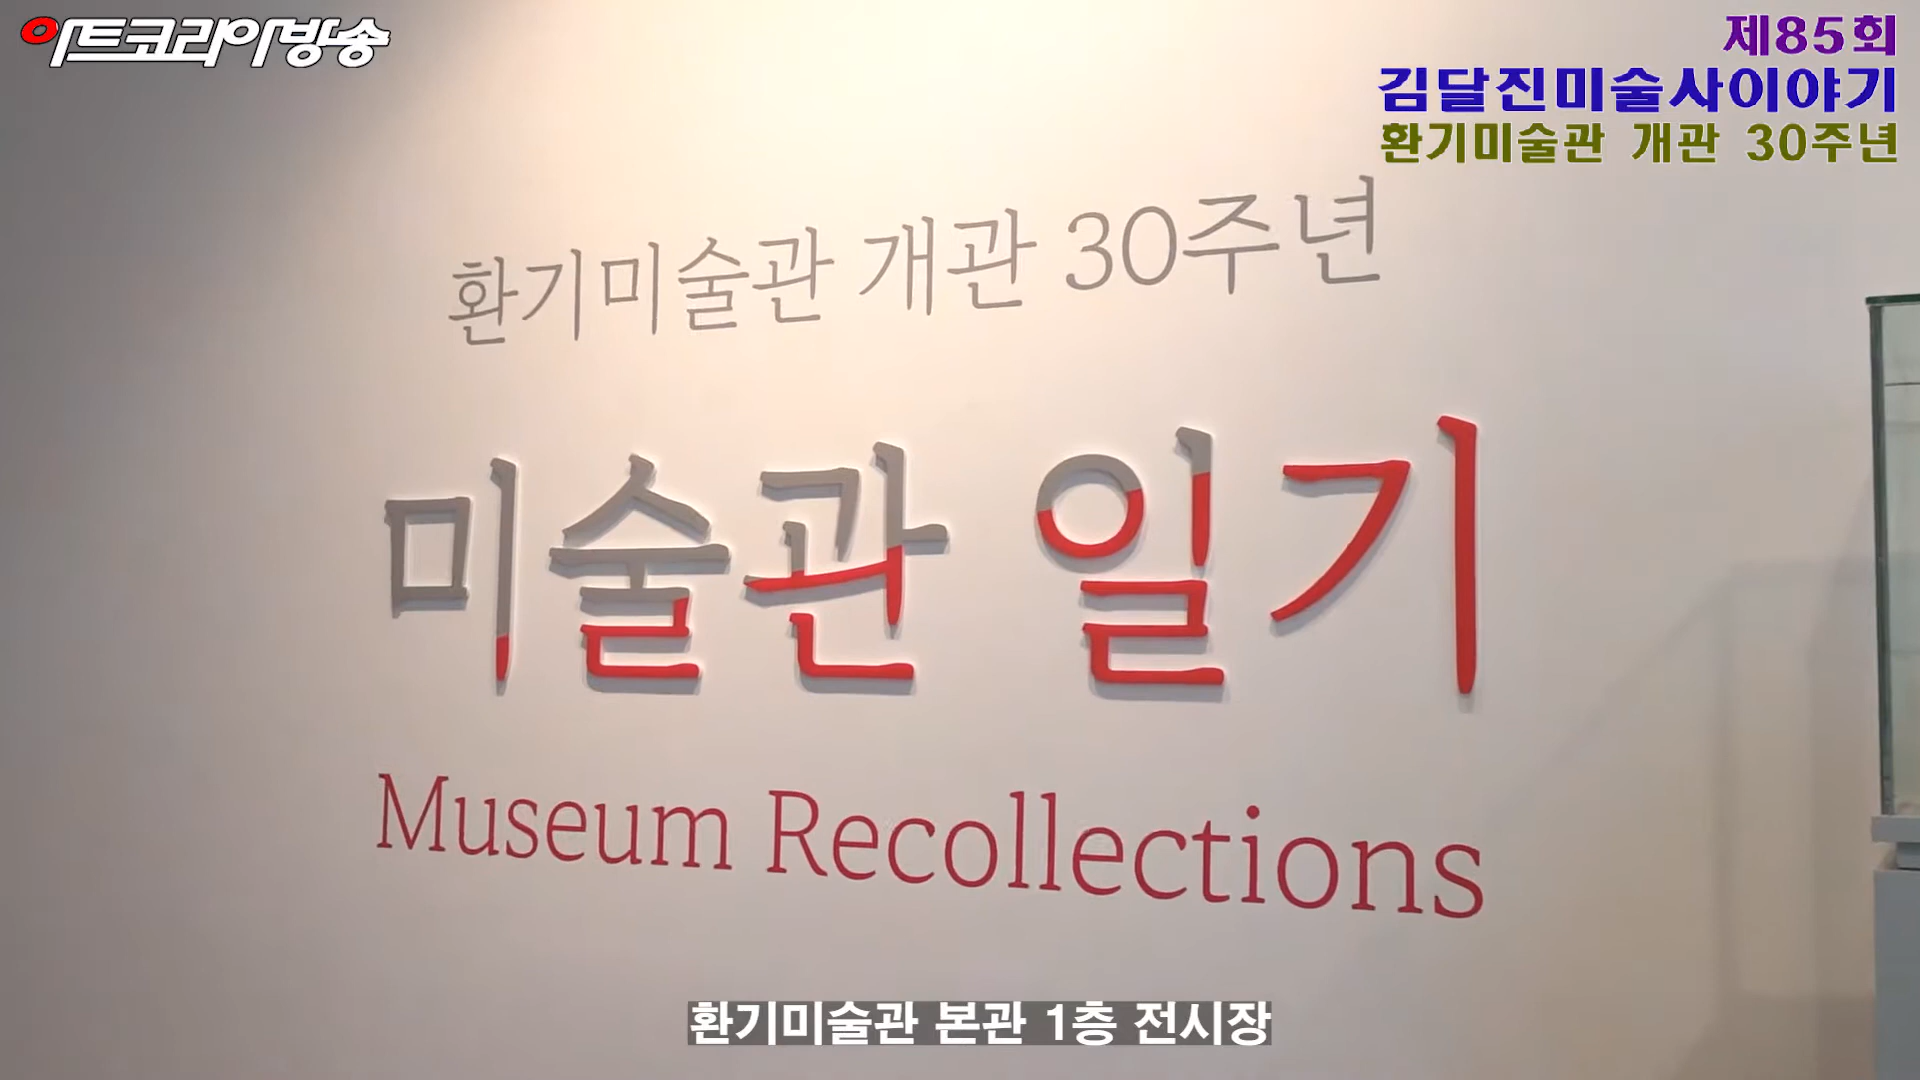 아트코리아방송
제85회
김달진미술사이야기
환기미술관 개관 30주년
환기미술관 개관 30주년
미술관 일기
Museum Recollections
환기미술관 본관 1층 전시장